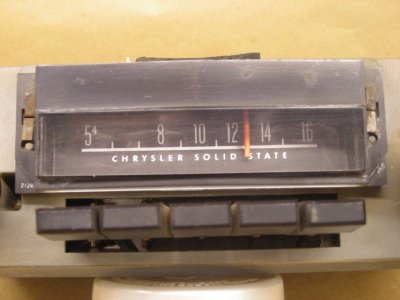 54 8 10 12 14 16
CHRYSLER SOLID STATE